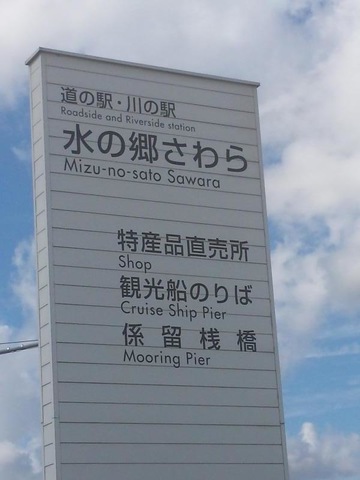 道の駅・川の駅
Roadside and Riverside station
水の郷さわら
Mizu-no-sato Sawara
特産品直売所
Shop
観光船のりば
Cruise Ship Pier
係留桟橋
Mooring Pier